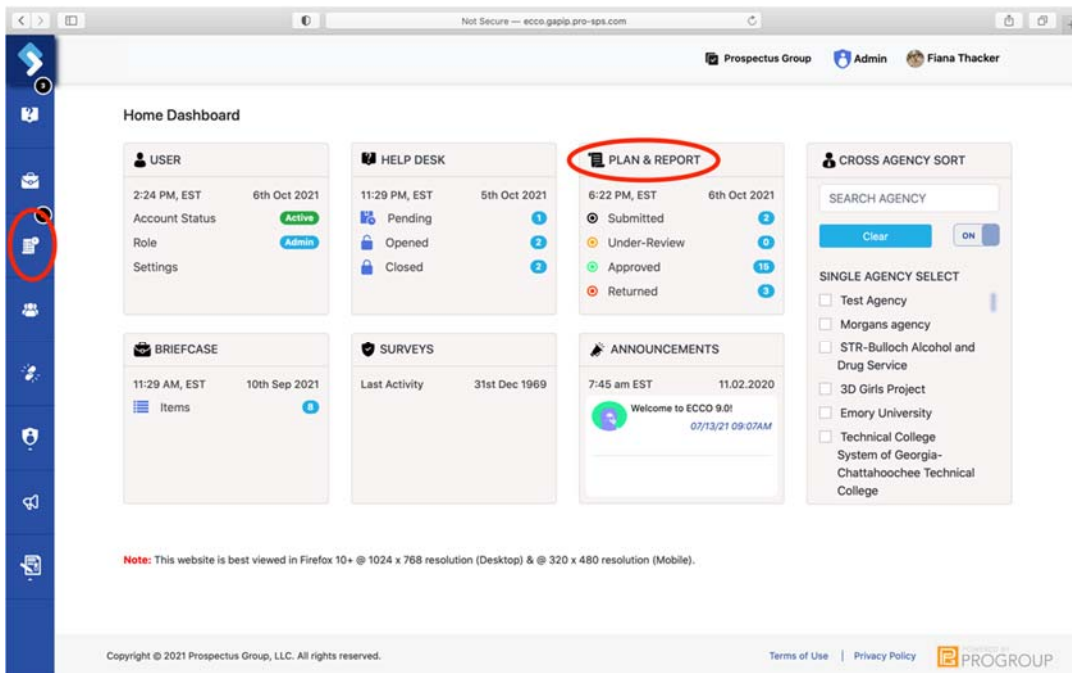 Not Secure — ecco.gapip.pro-sps.com
Prospectus Group
Admin
Fiana Thacker
3
Home Dashboard
USER
2:24 PM, EST 6th Oct 2021
Account Status Active
Role Admin
Settings
HELP DESK
11:29 PM, EST 5th Oct 2021
Pending 1
Opened 2
Closed 2
PLAN & REPORT
6:22 PM, EST 6th Oct 2021
Submitted 2
Under-Review 0
Approved 15
Returned 3
CROSS AGENCY SORT
SEARCH AGENCY
Clear ON
SINGLE AGENCY SELECT
Test Agency
Morgans agency
STR-Bulloch Alcohol and
Drug Service
3D Girls Project
Emory University
Technical College
System of Georgia-
Chattahoochee Technical
College
BRIEFCASE
11:29 AM, EST 10th Sep 2021
Items 8
SURVEYS
Last Activity 31st Dec 1969
ANNOUNCEMENTS
7:45 am EST 11.02.2020
Welcome to ECCO 9.0!
07/13/21 09:07AM
Note: This website is best viewed in Firefox 10+ @ 1024 x 768 resolution (Desktop) & @ 320 x 480 resolution (Mobile).
Copyright © 2021 Prospectus Group, LLC. All rights reserved.
Terms of Use | Privacy Policy
POWERED BY
PROGROUP